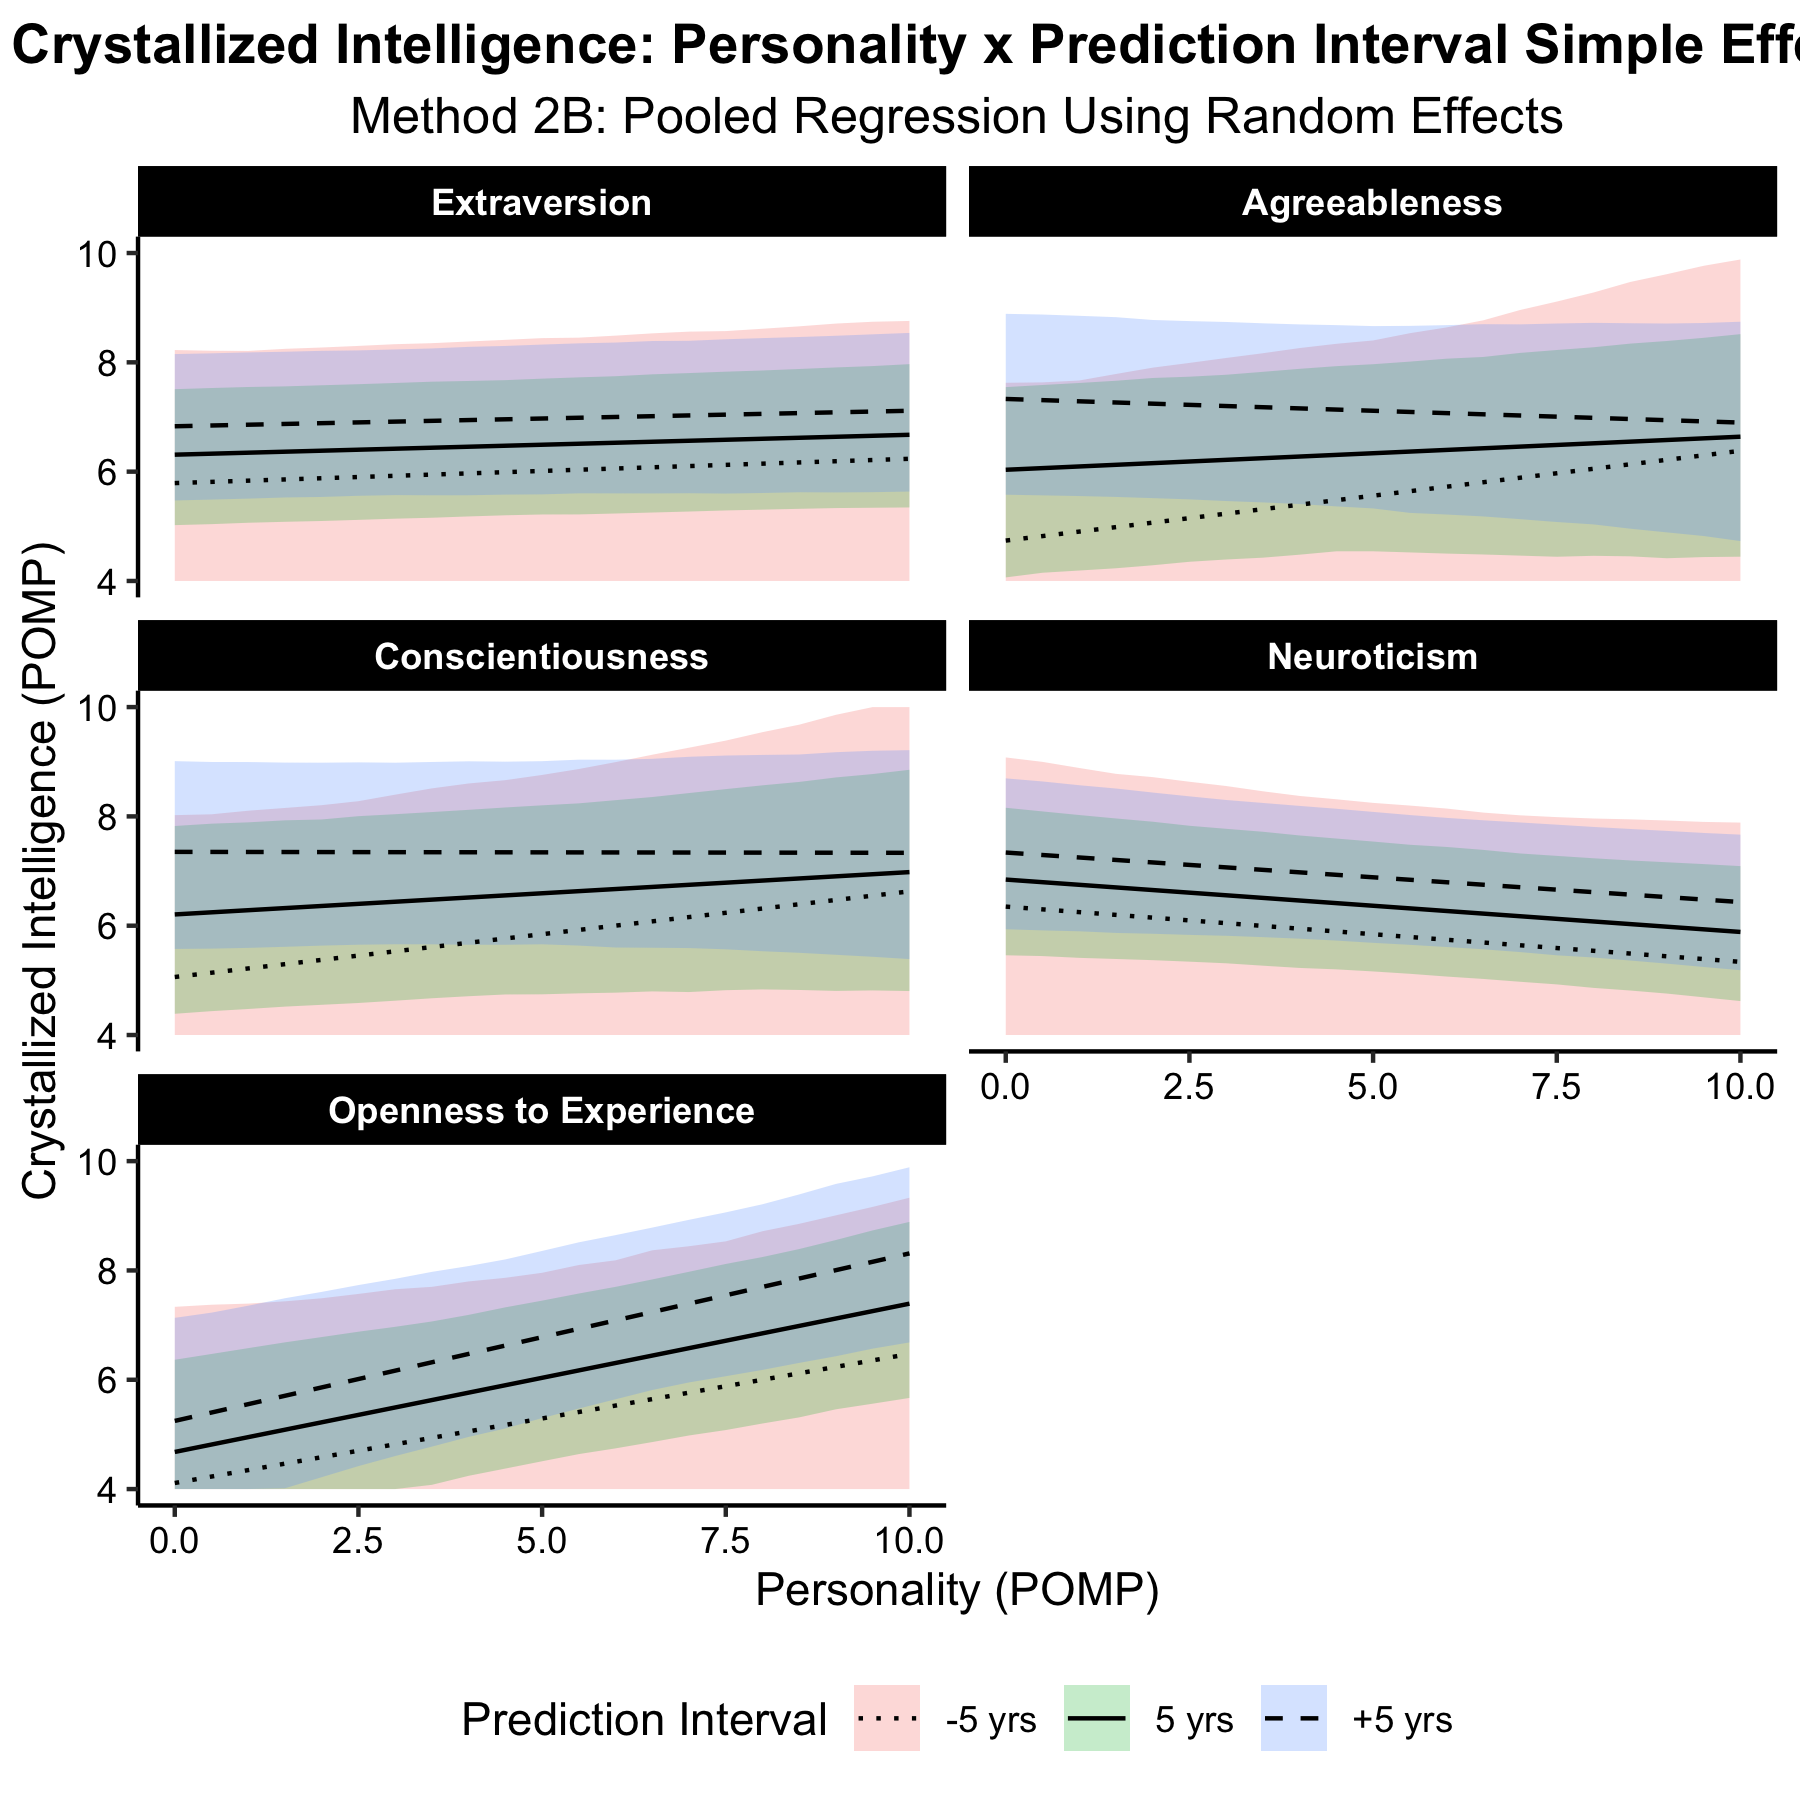 Crystallized Intelligence: Personality x Prediction Interval Simple
Method 2B: Pooled Regression Using Random Effects
Extraversion
Agreeableness
10
8
6
4
Conscientiousness
Neuroticism
10
8
6
4
0.0 2.5 5.0 7.5 10.0
Openness to Experience
10
8
6
4
0.0 2.5 5.0 7.5 10.0
Crystallized Intelligence (POMP)
Personality (POMP)
Prediction Interval -5 yrs 5 yrs +5 yrs